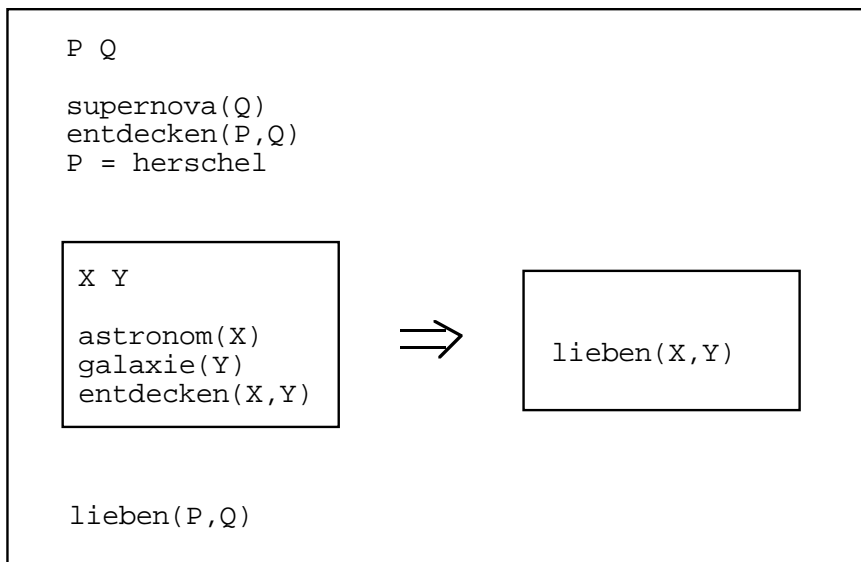 P Q
supernova(Q)
entdecken(P,Q)
P = herschel
X Y
astronom(X)
galaxie(Y)
entdecken(X,Y)
lieben(X,Y)
lieben(P,Q)